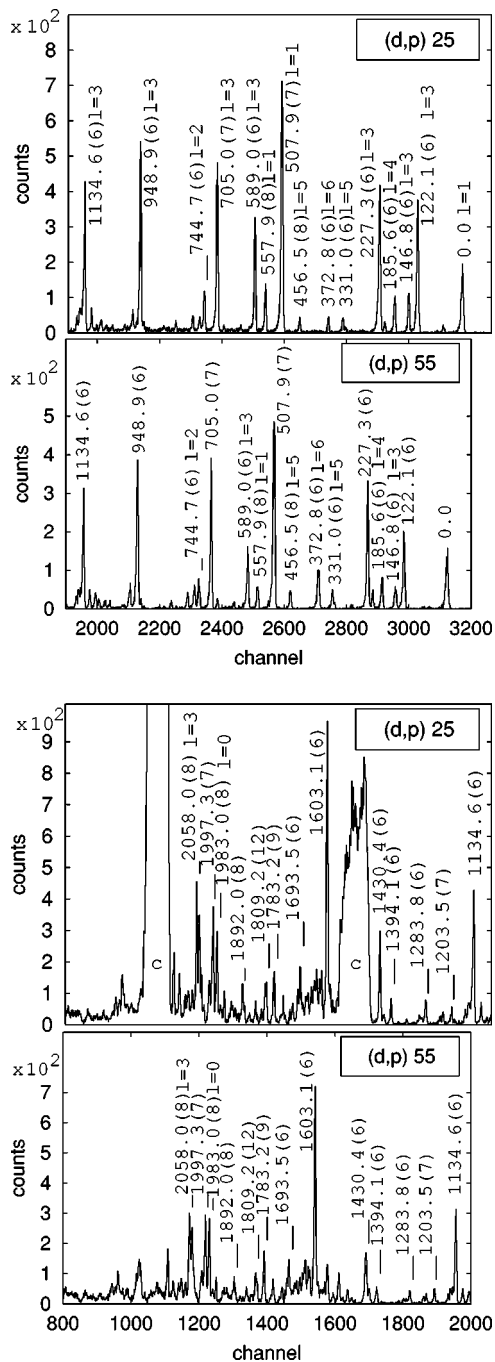 x10²
(d,p) 25
8
7
6
5
4
3
2
1
0
counts
1134.6(6)l=3
948.9(6)l=3
744.7(6)l=2
705.0(7)l=3
589.0(6)l=3
557.9(8)l=1
507.9(7)l=1
456.5(8)l=5
372.8(6)l=6
331.0(6)l=5
227.3(6)l=3
185.6(6)l=4
146.8(6)l=3
122.1(6) l=3
0.0 l=1
x10²
(d,p) 55
5
4
3
2
1
0
counts
1134.6(6)
948.9(6)
744.7(6) l=2
705.0(7)
589.0(6)l=3
557.9(8)l=1
507.9(7)
456.5(8)l=5
372.8(6)l=6
331.0(6)l=5
227.3(6)
185.6(6) l=4
146.8(6) l=3
122.1(6)
0.0
2000 2200 2400 2600 2800 3000 3200
channel
x10²
(d,p) 25
9
8
7
6
5
4
3
2
1
0
counts
C
2058.0(8) l=3
1997.3(7)
1983.0(8) l=0
1892.0(8)
1809.2(12)
1783.2(9)
1693.5(6)
1603.1(6)
C
1430.4(6)
1394.1(6)
1283.8(6)
1203.5(7)
1134.6(6)
x10²
(d,p) 55
7
6
5
4
3
2
1
0
counts
2058.0(8)l=3
1997.3(7)
1983.0(8)l=0
1892.0(8)
1809.2(12)
1783.2(9)
1693.5(6)
1603.1(6)
1430.4(6)
1394.1(6)
1283.8(6)
1203.5(7)
1134.6(6)
800 1000 1200 1400 1600 1800 2000
channel